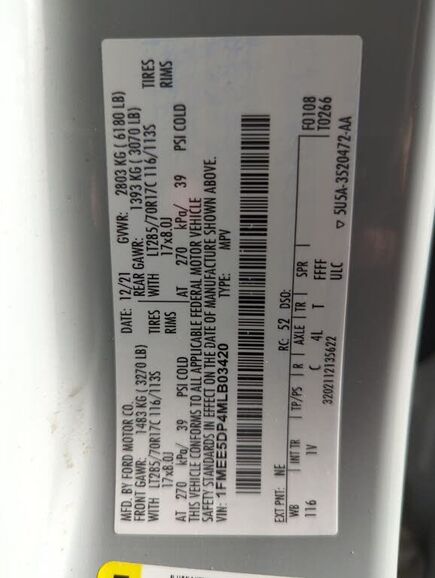 MFD. BY FORD MOTOR CO.
DATE: 12/21
GVWR: 2803 KG ( 6180 LB)
FRONT GAWR: 1483 KG ( 3270 LB)
REAR GAWR: 1393 KG ( 3070 LB)
WITH LT285/70R17C 116/113S TIRES
WITH LT285/70R17C 116/113S TIRES
17x8.0J RIMS
17x8.0J RIMS
AT 270 kPa/ 39 PSI COLD
AT 270 kPa/ 39 PSI COLD
THIS VEHICLE CONFORMS TO ALL APPLICABLE FEDERAL MOTOR VEHICLE
SAFETY STANDARDS IN EFFECT ON THE DATE OF MANUFACTURE SHOWN ABOVE.
VIN: 1FMEE5DP4MLB03420
TYPE: MPV
F0108
T0266
EXT PNT: NE RC: 52 DSO:
WB INT TR TP/PS R AXLE TR SPR
116 1V C 4L T FFFF
3202112135622 ULC
5U5A-3520472-AA